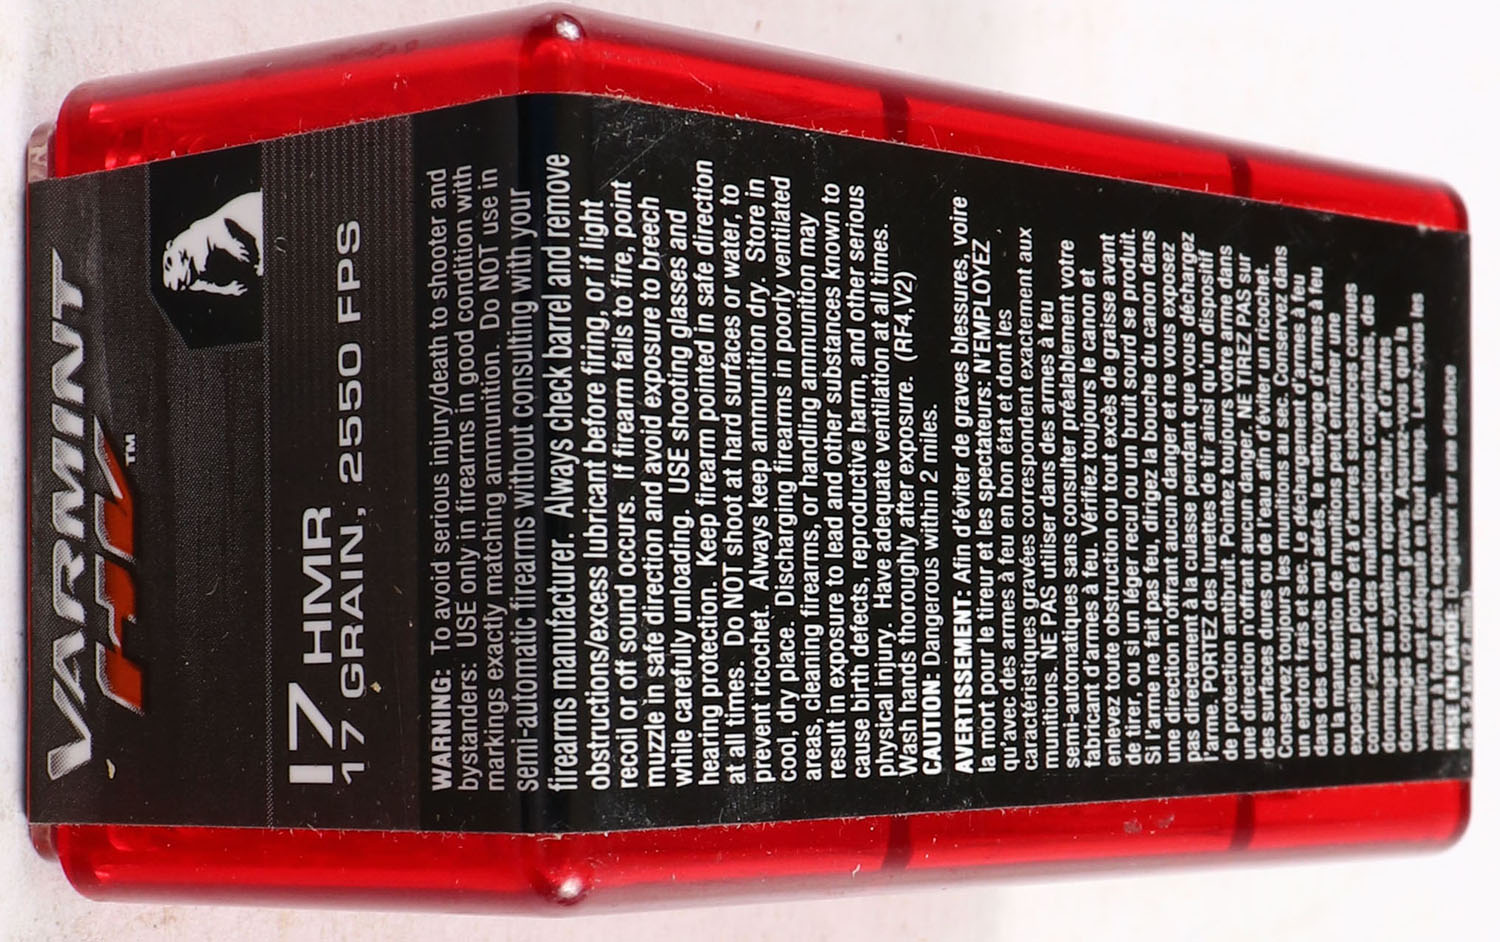 VARMINT
HV™
17 HMR
17 GRAIN, 2550 FPS
WARNING: To avoid serious injury/death to shooter and
bystanders: USE only in firearms in good condition with
markings exactly matching ammunition. Do NOT use in
semi-automatic firearms without consulting with your
firearms manufacturer. Always check barrel and remove
obstructions/excess lubricant before firing, or if light
recoil or off sound occurs. If firearm fails to fire, point
muzzle in safe direction and avoid exposure to breech
while carefully unloading. USE shooting glasses and
hearing protection. Keep firearm pointed in safe direction
at all times. Do NOT shoot at hard surfaces or water, to
prevent ricochet. Always keep ammunition dry. Store in
cool, dry place. Discharging firearms in poorly ventilated
areas, cleaning firearms, or handling ammunition may
result in exposure to lead and other substances known to
cause birth defects, reproductive harm, and other serious
physical injury. Have adequate ventilation at all times.
Wash hands thoroughly after exposure. (RF4,V2)
CAUTION: Dangerous within 2 miles.
AVERTISSEMENT: Afin d'éviter de graves blessures, voire
la mort pour le tireur et les spectateurs: N'EMPLOYEZ
qu'avec des armes à feu en bon état et dont les
caractéristiques gravées correspondent exactement aux
munitions. NE PAS utiliser dans des armes à feu
semi-automatiques sans consulter préalablement votre
fabricant d'armes à feu. Vérifiez toujours le canon et
enlevez toute obstruction ou tout excès de graisse avant
de tirer, ou si un léger recul ou un bruit sourd se produit.
Si l'arme ne fait pas feu, dirigez la bouche du canon dans
une direction n'offrant aucun danger et ne vous exposez
pas directement à la culasse pendant que vous déchargez
l'arme. PORTEZ des lunettes de tir ainsi qu'un dispositif
de protection antibruit. Pointez toujours votre arme dans
une direction n'offrant aucun danger. NE TIREZ PAS sur
des surfaces dures ou de l'eau afin d'éviter un ricochet.
Conservez toujours les munitions au sec. Conservez dans
un endroit frais et sec. Le déchargement d'armes à feu
dans des endroits mal aérés, le nettoyage d'armes à feu
ou la manutention de munitions peut entraîner une
exposition au plomb et à d'autres substances connues
comme causant des malformations congénitales, des
dommages au système reproducteur, et d'autres
dommages corporels graves. Assurez-vous que la
ventilation est adéquate en tout temps. Lavez-vous les
mains à fond après exposition.
MISE EN GARDE: Dangereux sur une distance
de 3,2 km (2 miles)